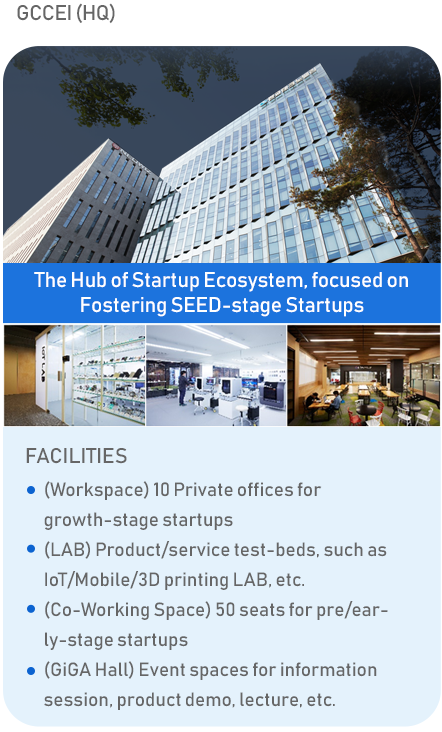 GCCEI (HQ)
The Hub of Startup Ecosystem, focused on
Fostering SEED-stage Startups
IoT LAB
FACILITIES
(Workspace) 10 Private offices for
growth-stage startups
(LAB) Product/service test-beds, such as
IoT/Mobile/3D printing LAB, etc.
(Co-Working Space) 50 seats for pre/ear-
ly-stage startups
(GiGA Hall) Event spaces for information
session, product demo, lecture, etc.